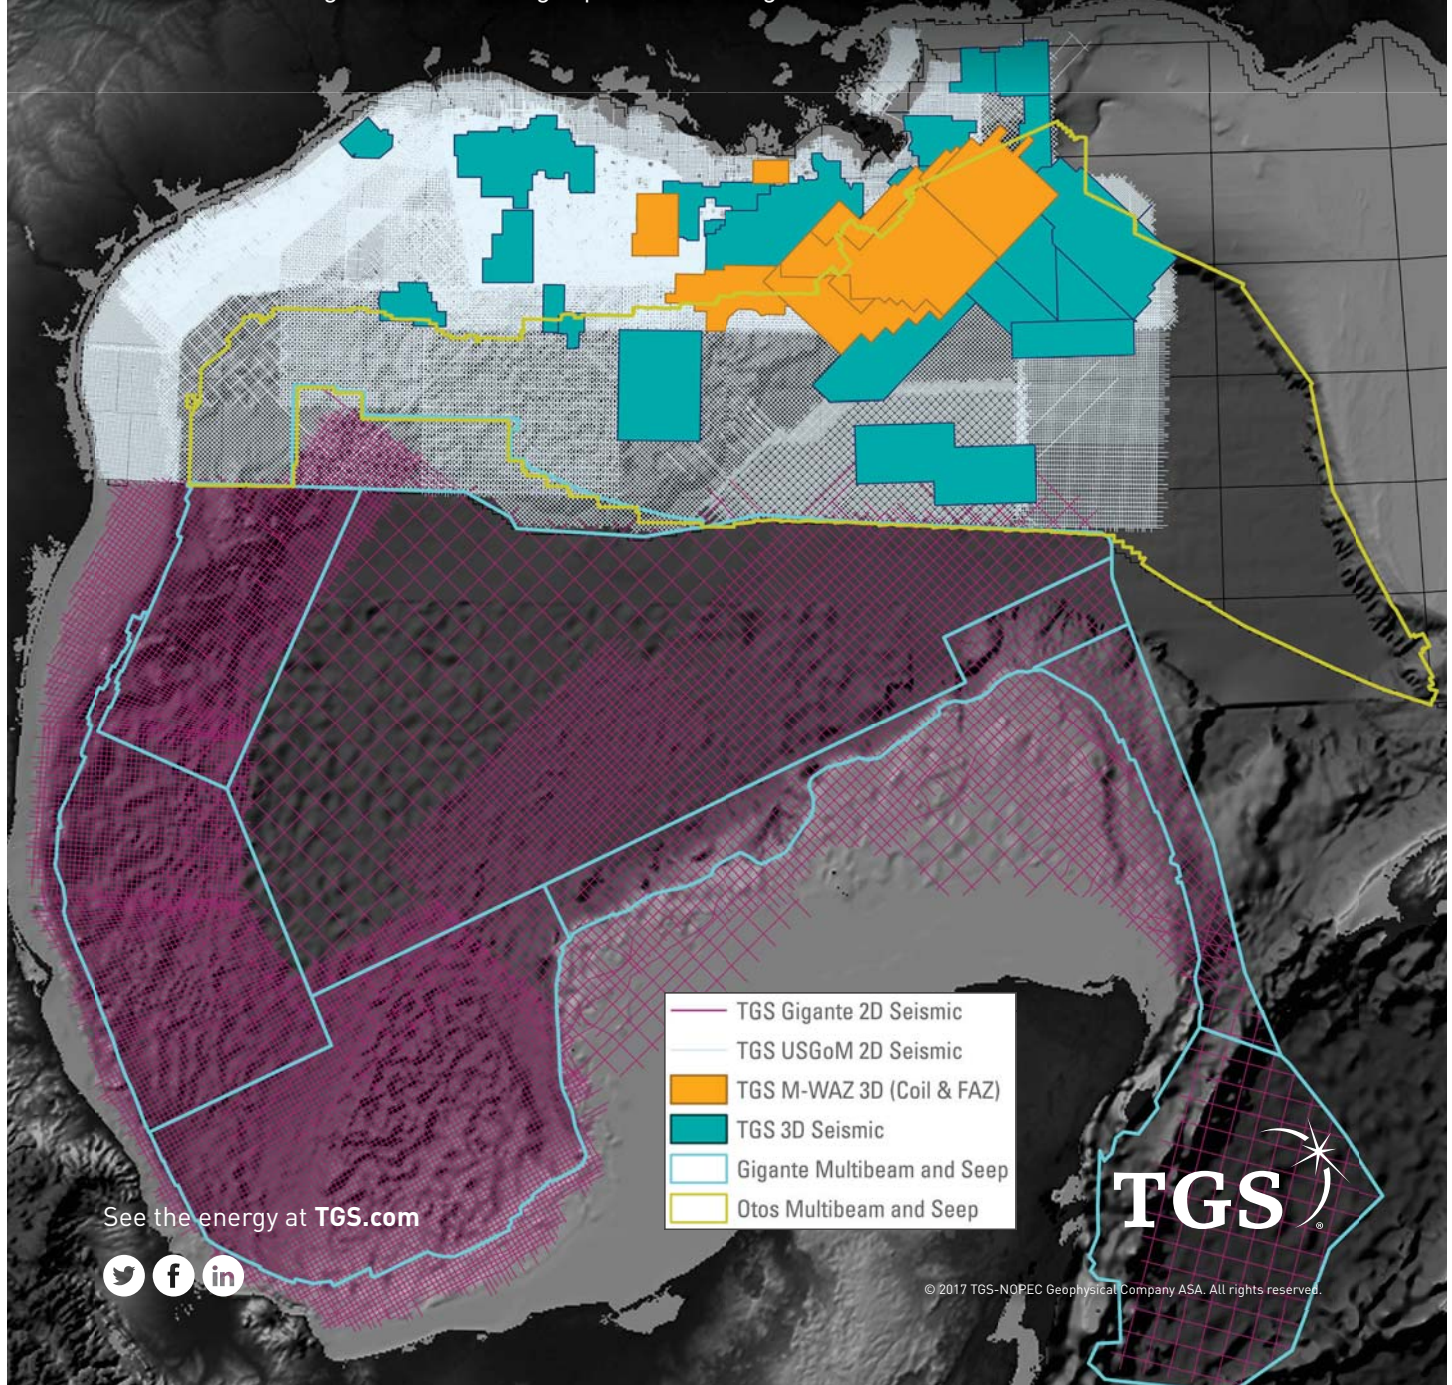 TGS Gigante 2D Seismic
TGS USGoM 2D Seismic
TGS M-WAZ 3D (Coil & FAZ)
TGS 3D Seismic
Gigante Multibeam and Seep
Otos Multibeam and Seep
See the energy at TGS.com
TGS®
© 2017 TGS-NOPEC Geophysical Company ASA. All rights reserved.